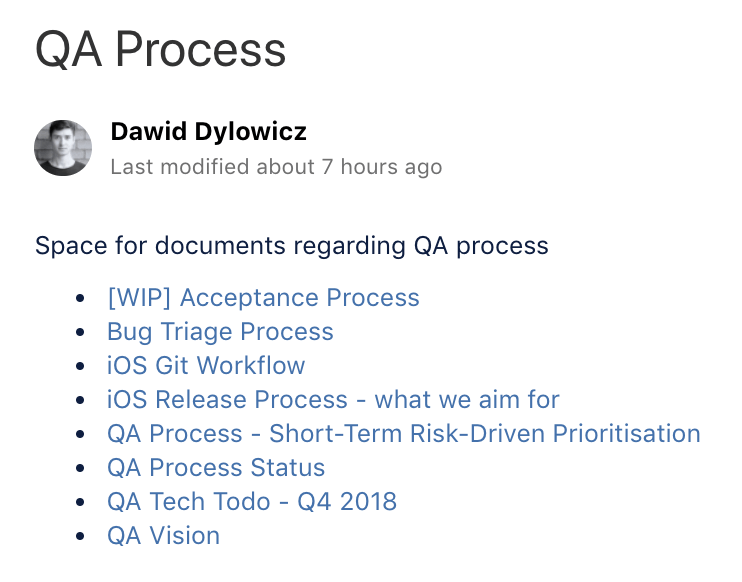 QA Process
Dawid Dylowicz
Last modified about 7 hours ago
Space for documents regarding QA process
• [WIP] Acceptance Process
• Bug Triage Process
• iOS Git Workflow
• iOS Release Process - what we aim for
• QA Process - Short-Term Risk-Driven Prioritisation
• QA Process Status
• QA Tech Todo - Q4 2018
• QA Vision